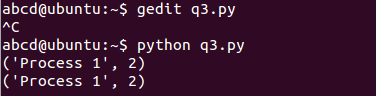 abcd@ubuntu:~$ gedit q3.py
^C
abcd@ubuntu:~$ python q3.py
('Process 1', 2)
('Process 1', 2)